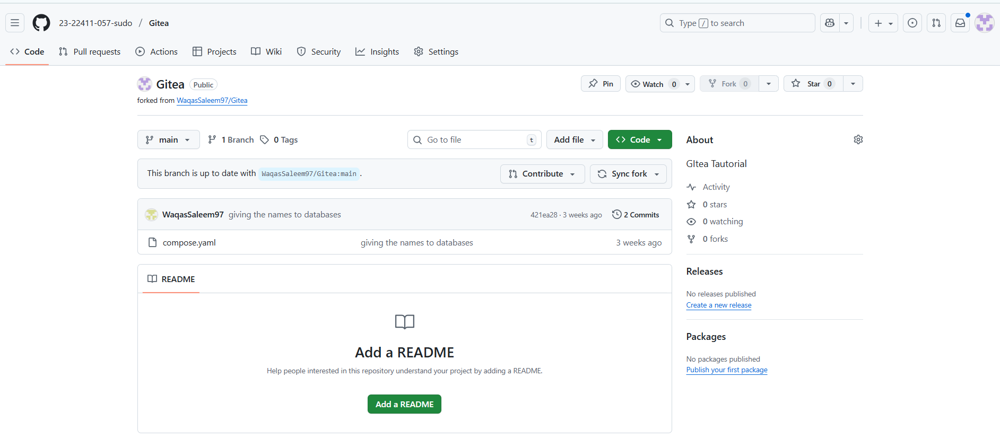 23-22411-057-sudo / Gitea
Type / to search
Code Pull requests Actions Projects Wiki Security Insights Settings
Gitea Public
Pin Watch 0 Fork 0 Star 0
forked from WaqasSaleem97/Gitea
main 1 Branch 0 Tags Go to file t Add file Code
This branch is up to date with WaqasSaleem97/Gitea:main .
Contribute Sync fork
WaqasSaleem97 giving the names to databases 421ea28 · 3 weeks ago 2 Commits
compose.yaml giving the names to databases 3 weeks ago
README
Add a README
Help people interested in this repository understand your project by adding a README.
Add a README
About
GItea Tautorial
Activity
0 stars
0 watching
0 forks
Releases
No releases published
Create a new release
Packages
No packages published
Publish your first package